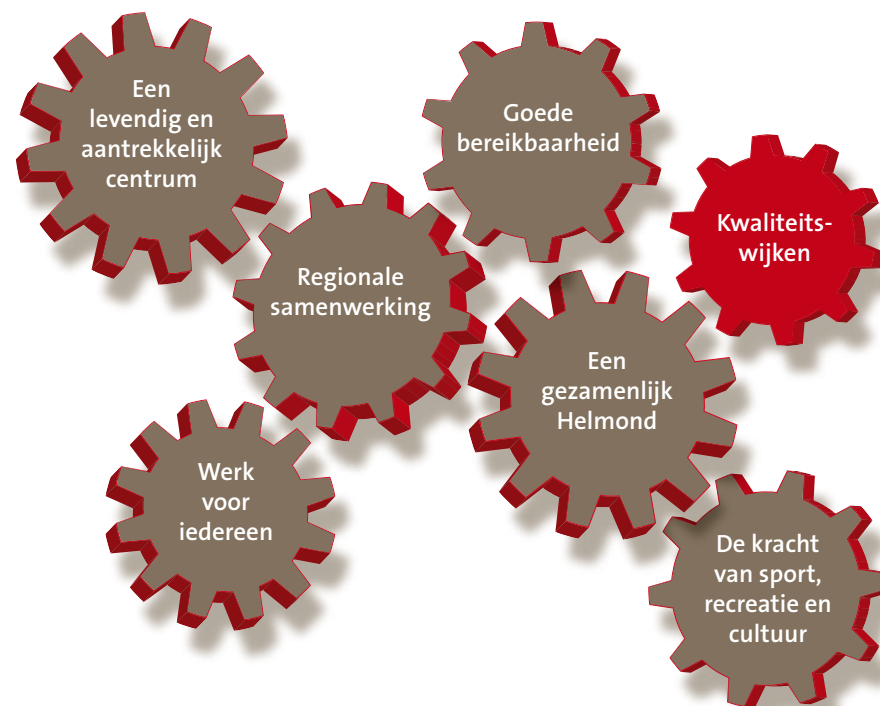 Een
levendig en
aantrekkelijk
centrum
Goede
bereikbaarheid
Kwaliteits-
wijken
Regionale
samenwerking
Een
gezamenlijk
Helmond
Werk
voor
iedereen
De kracht
van sport,
recreatie en
cultuur